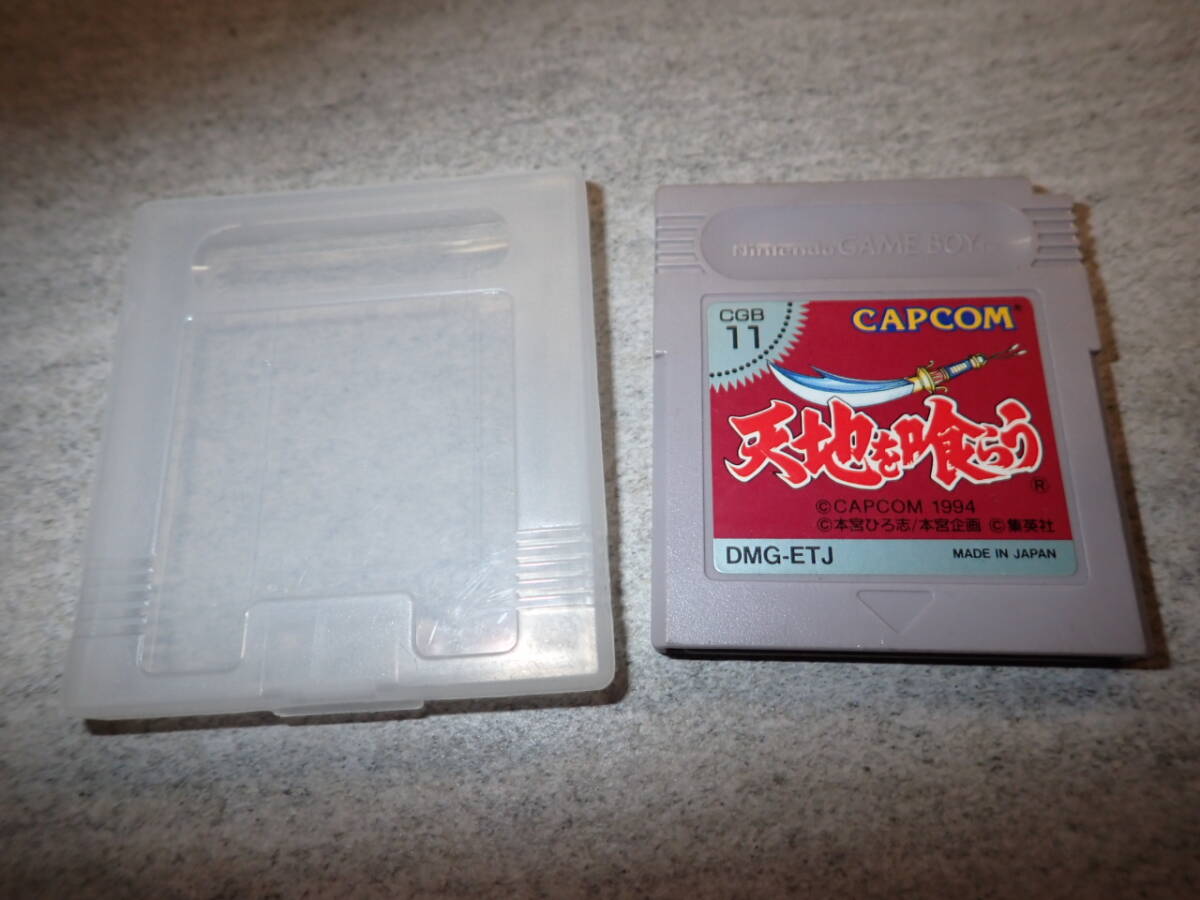 Nintendo GAME BOY
CGB
11
CAPCOM
天地を喰らう
®
©CAPCOM 1994
©本宮ひろ志/本宮企画 ©集英社
DMG-ETJ
MADE IN JAPAN